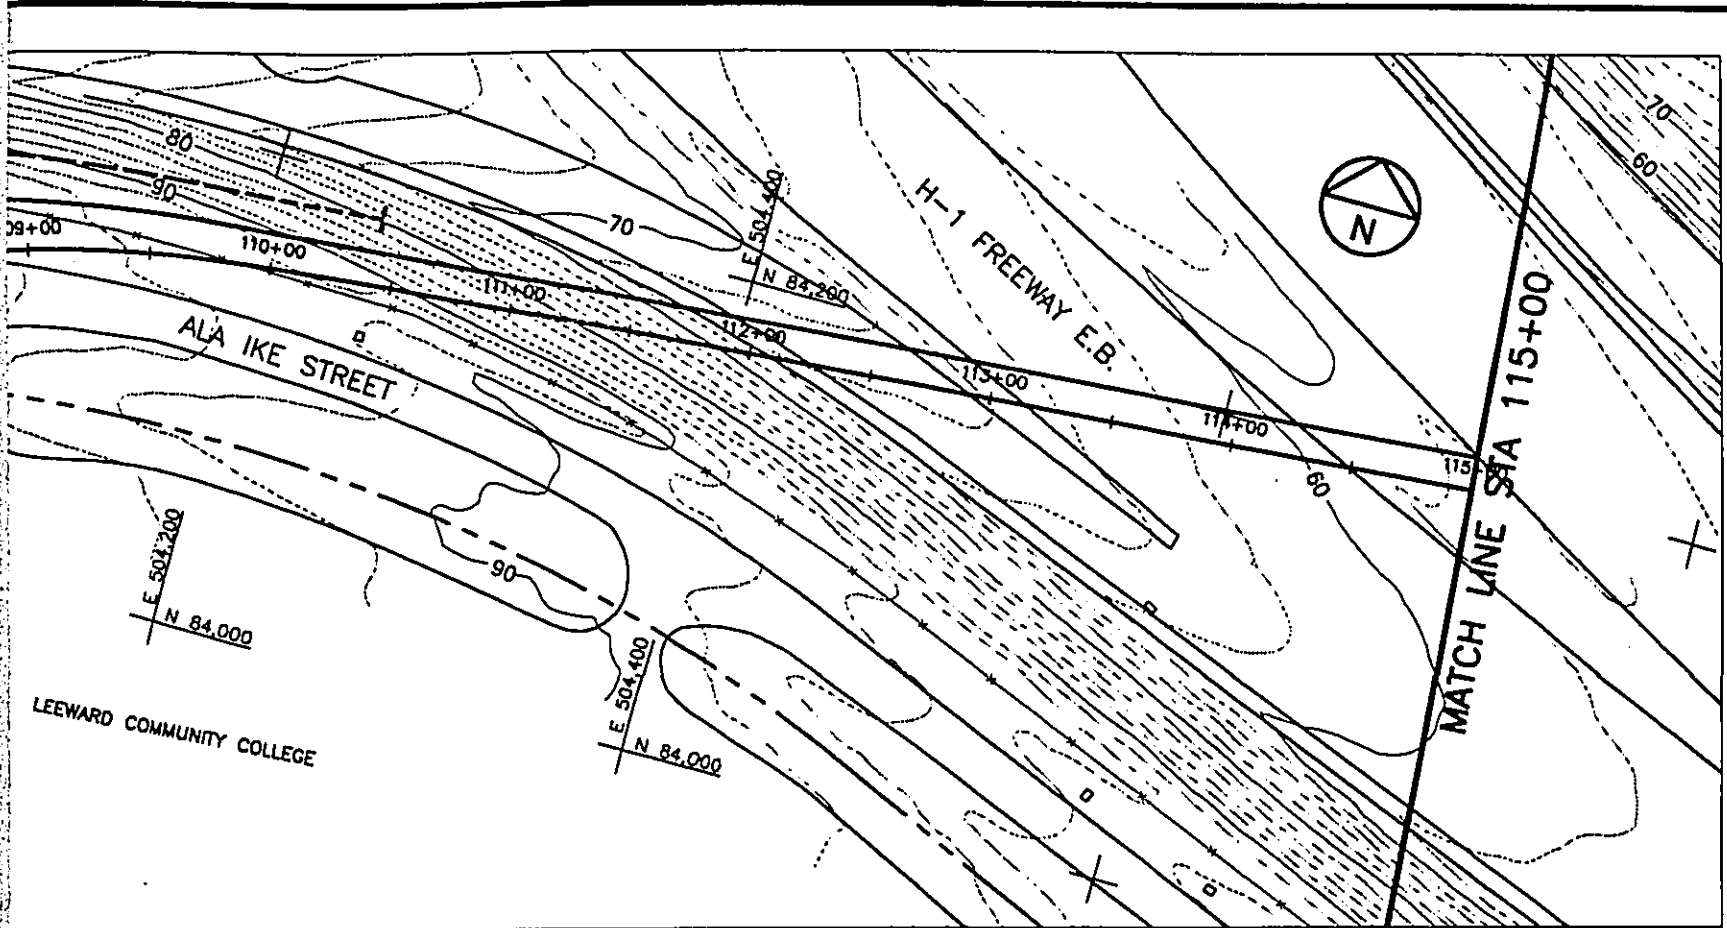 70
60
80
90
70
E 504,400
N 84,200
H-1 FREEWAY E.B.
N
09+00
110+00
111+00
112+00
113+00
114+00
MATCH LINE STA 115+00
ALA IKE STREET
60
90
E 504,200
N 84,000
E 504,400
N 84,000
LEEWARD COMMUNITY COLLEGE